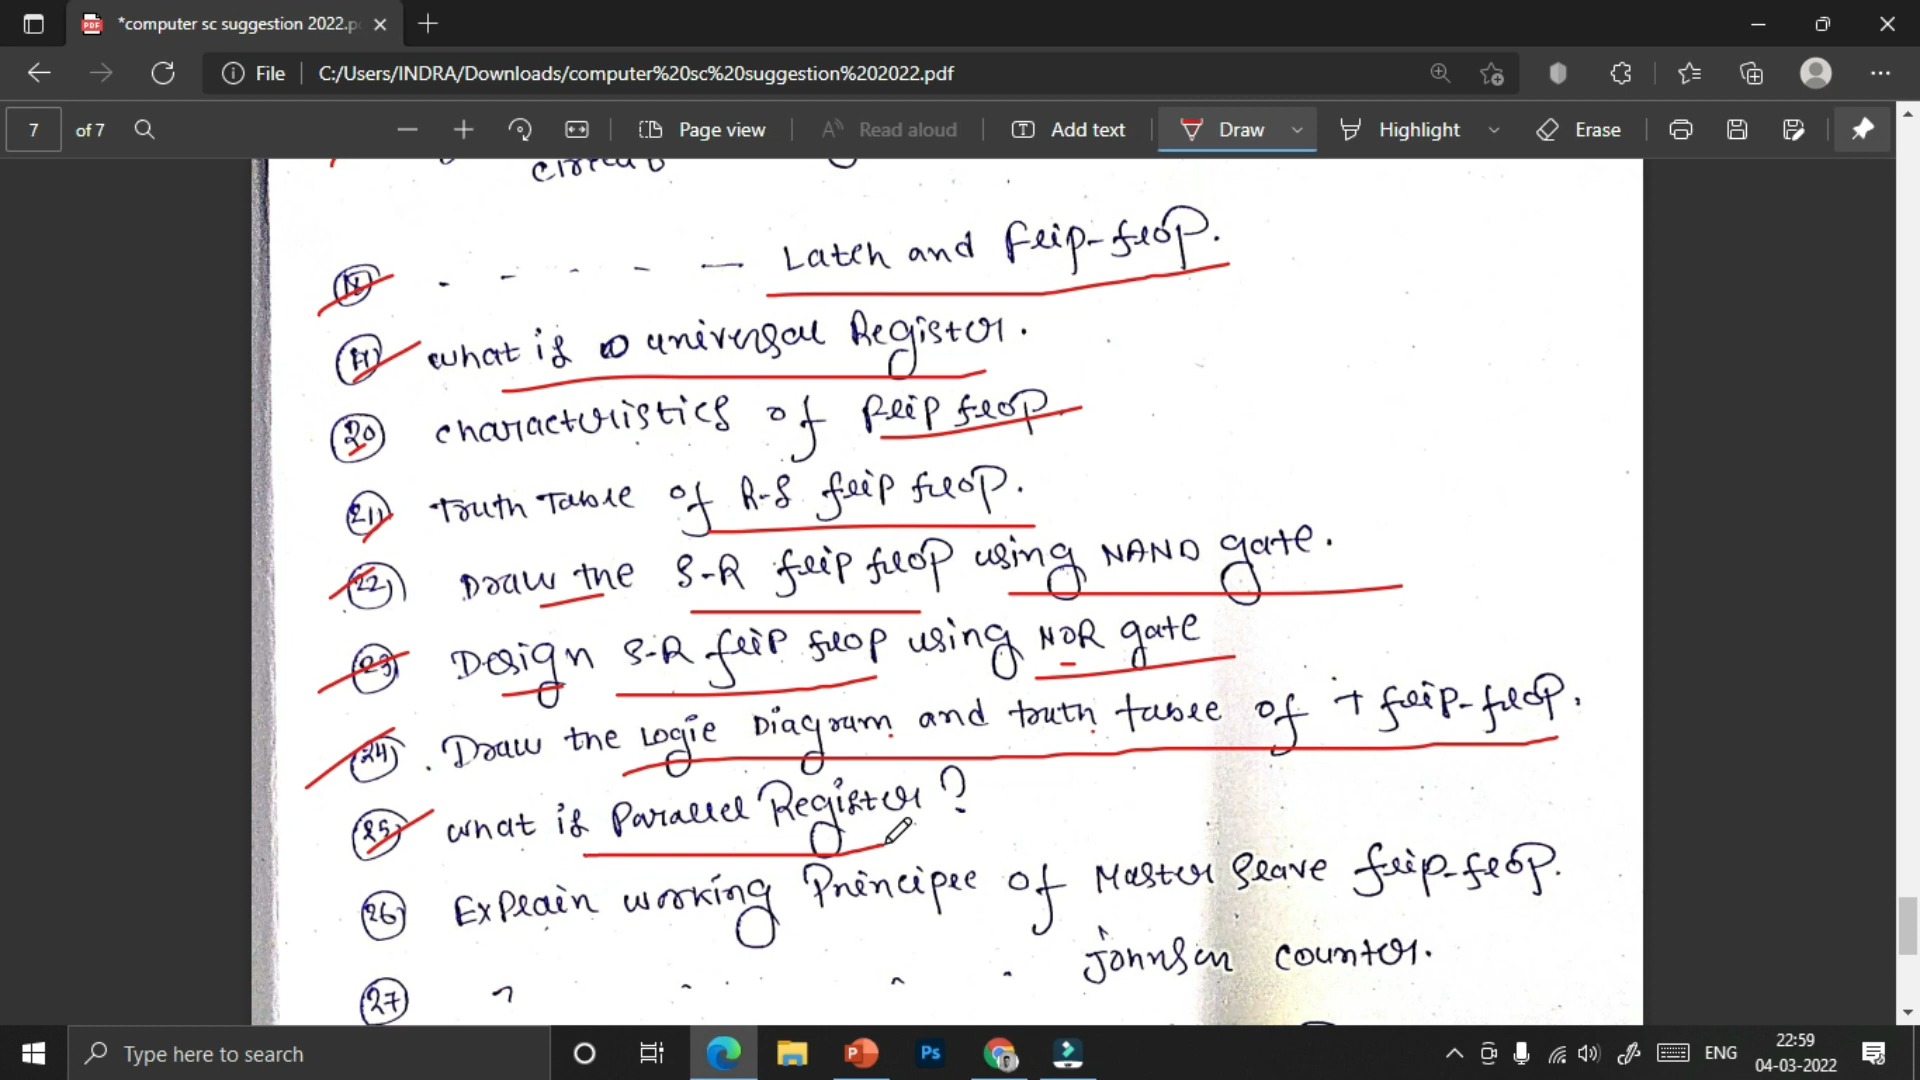 *computer sc suggestion 2022.p
File C:/Users/INDRA/Downloads/computer%20sc%20suggestion%202022.pdf
7 of 7 Page view Read aloud Add text Draw Highlight Erase
- - - - - Latch and Flip-flop.
what is universal Register.
20 characteristics of flip flop
21 Truth Table of R-S flip flop.
22 Draw the S-R flip flop using NAND gate.
23 Design S-R flip flop using NOR gate
24 . Draw the Logic Diagram and truth table of T flip-flop.
25 what is Parallel Register?
26 Explain working Principle of Master Slave flip-flop.
27 " " " " Johnson counter.
Type here to search
Ps
ENG
22:59
04-03-2022